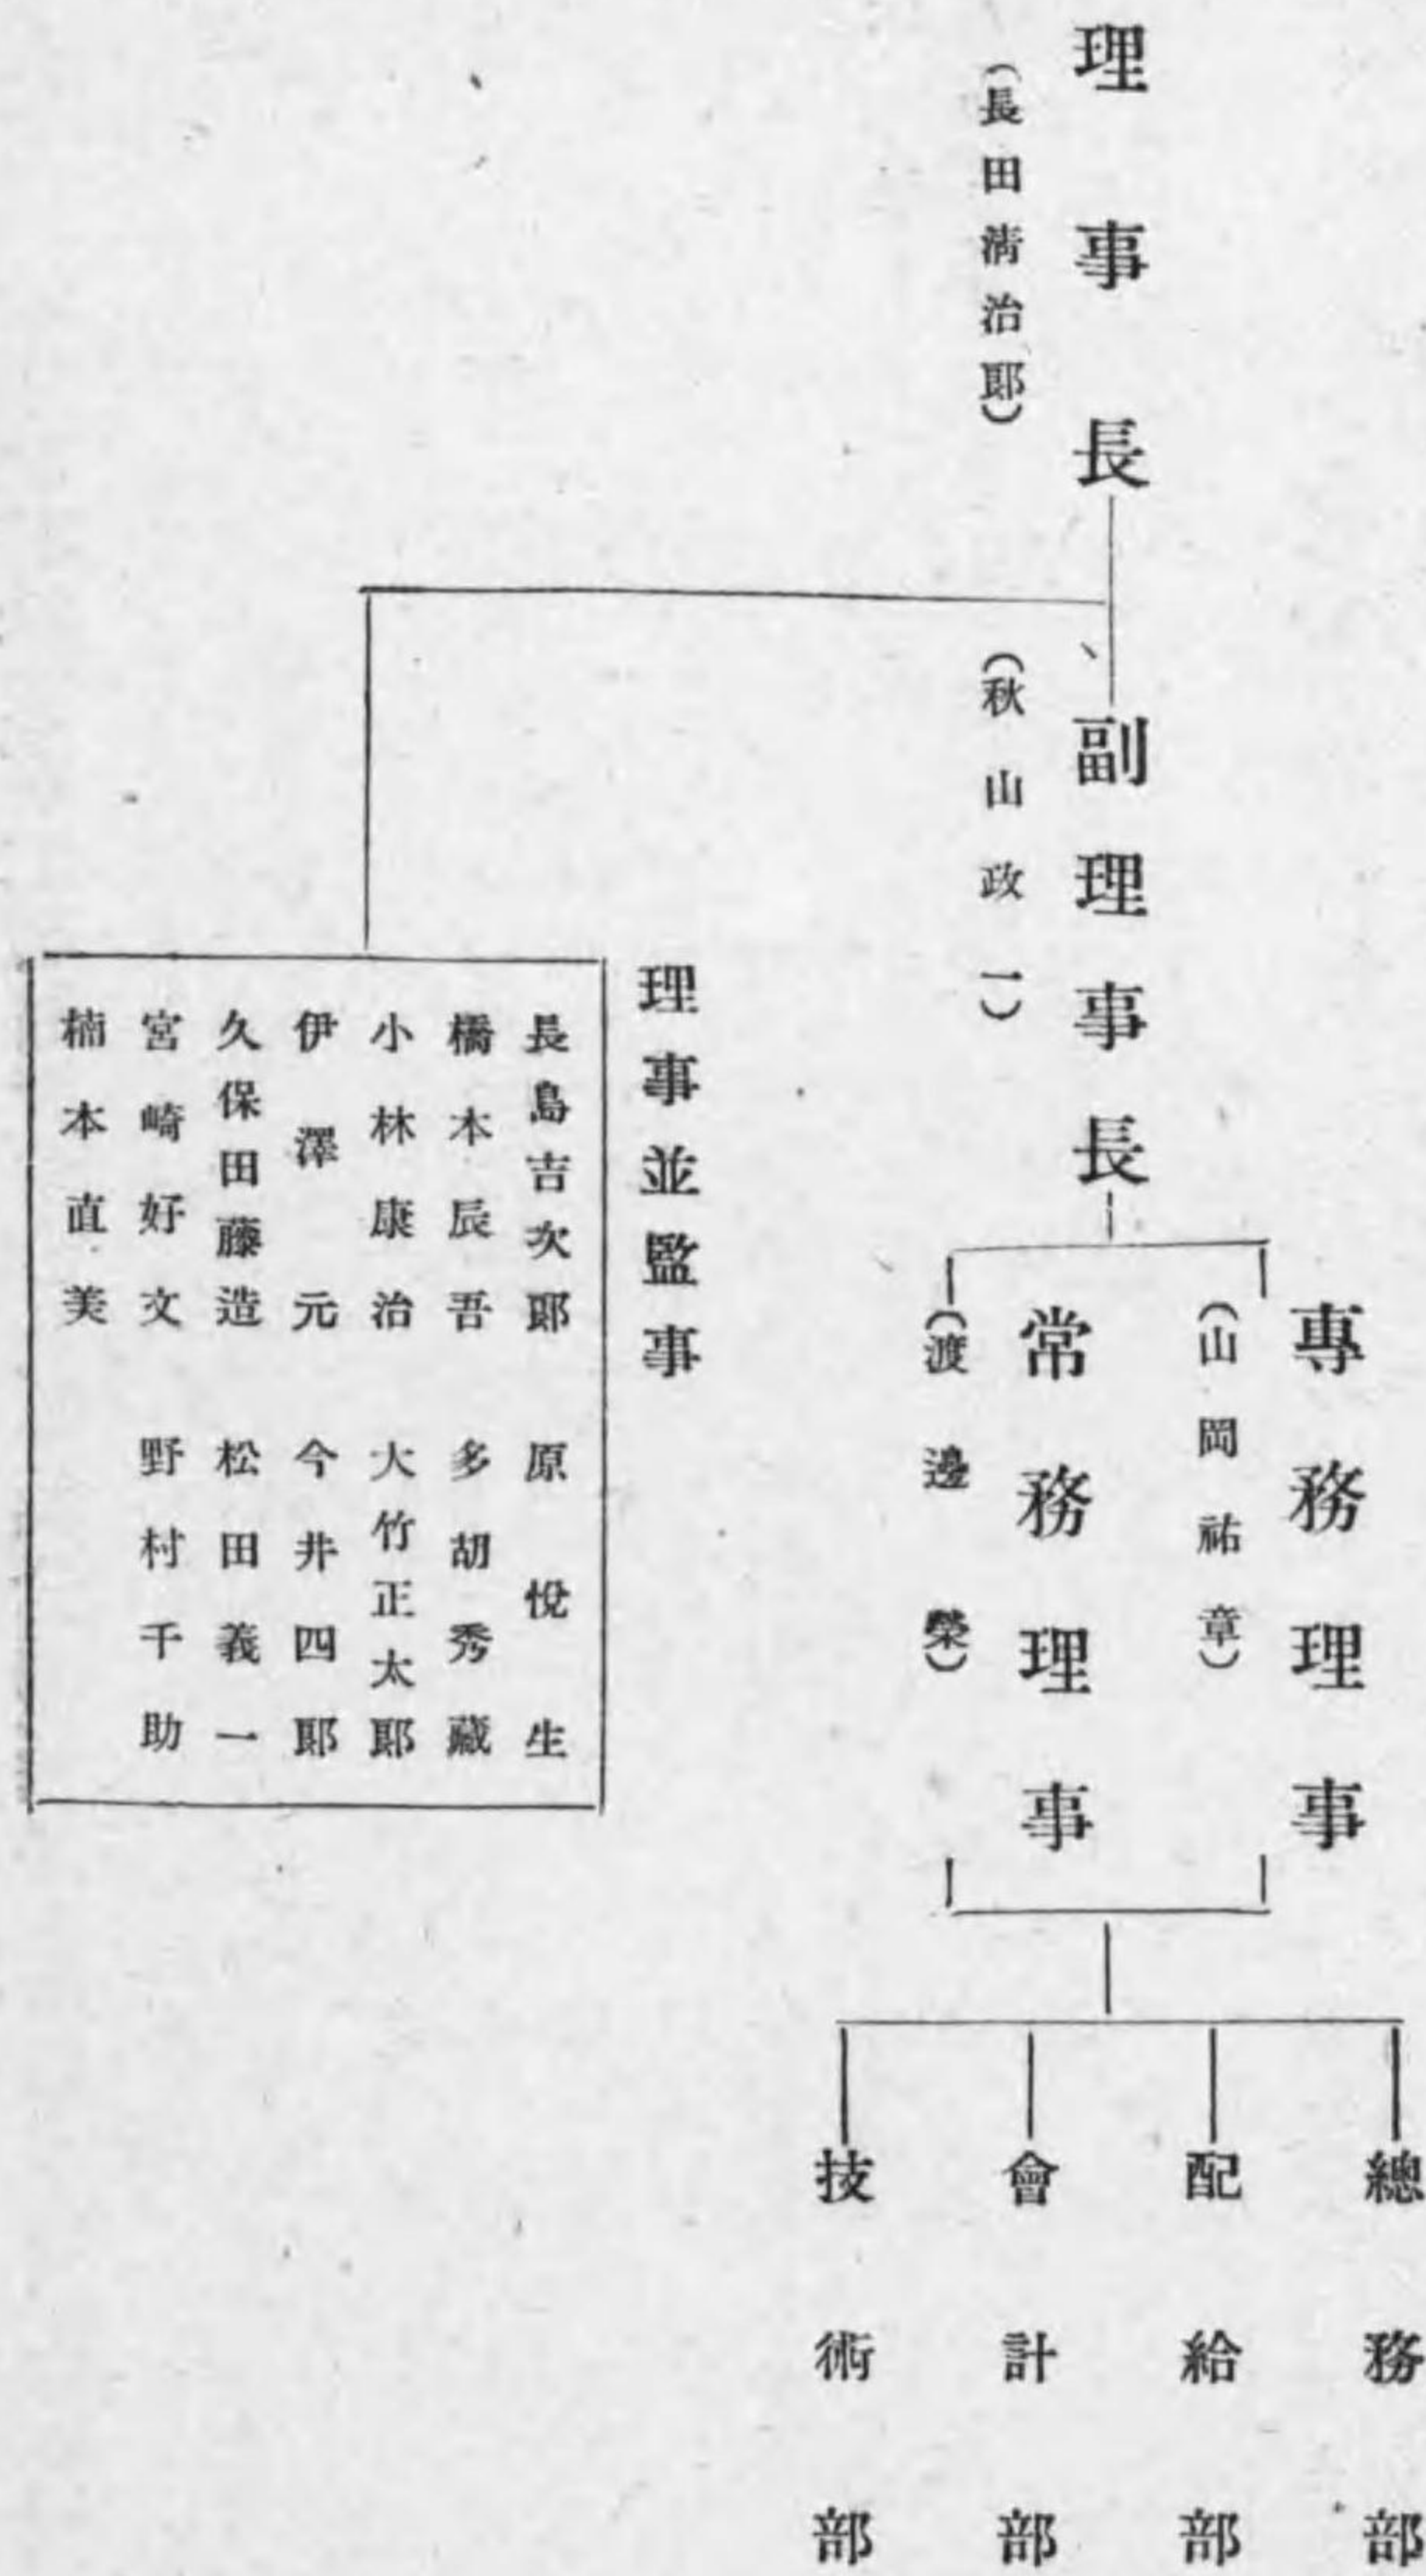 理事長
（長田清治郎）
副理事長
（秋山政一）
專務理事
（山岡祐章）
常務理事
（渡邊榮）
總務部
配給部
會計部
技術部
理事並監事
長島吉次郎　原悅生
橋本辰吾　多胡秀藏
小林康治　大竹正太郎
伊澤元　今井四郎
久保田藤造　松田義一
宮崎好文　野村千助
楠本直美